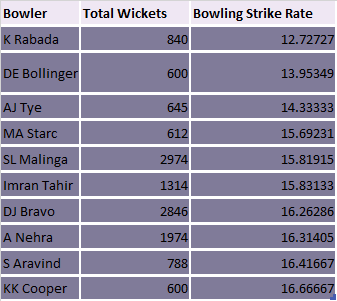 Bowler Total Wickets Bowling Strike Rate
K Rabada 840 12.72727
DE Bollinger 600 13.95349
AJ Tye 645 14.33333
MA Starc 612 15.69231
SL Malinga 2974 15.81915
Imran Tahir 1314 15.83133
DJ Bravo 2846 16.26286
A Nehra 1974 16.31405
S Aravind 788 16.41667
KK Cooper 600 16.66667